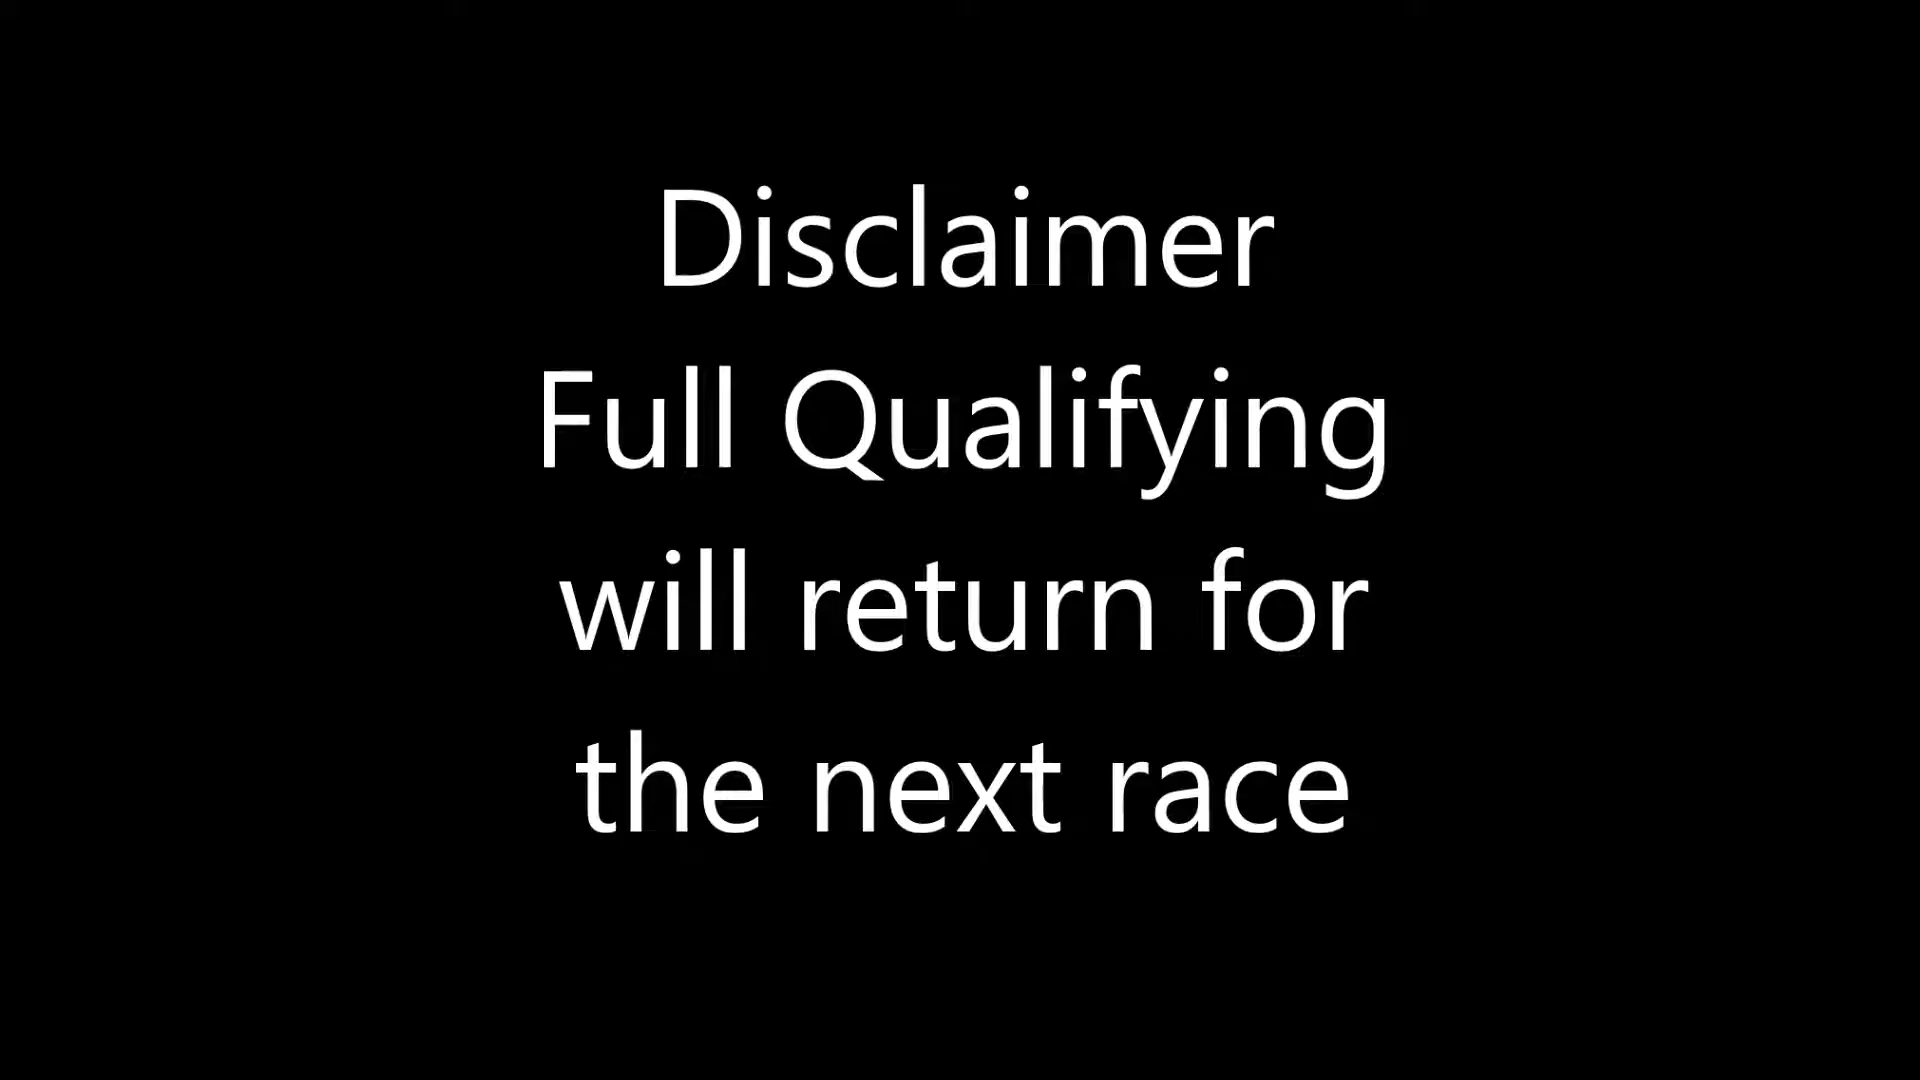 Disclaimer
Full Qualifying
will return for
the next race